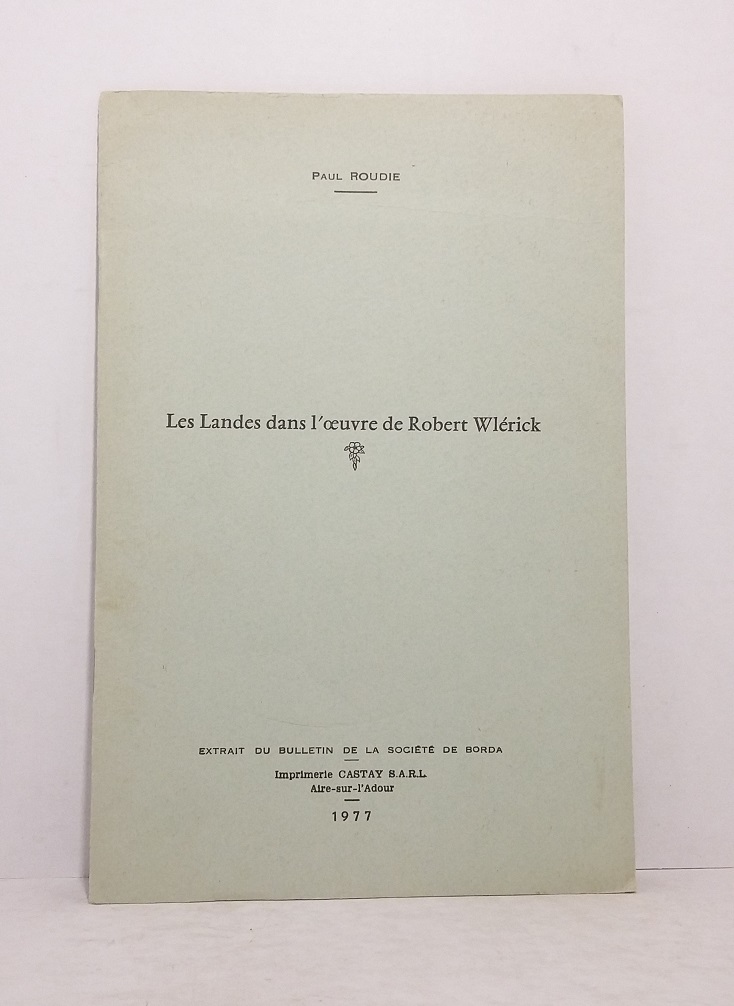 PAUL ROUDIE
Les Landes dans l'œuvre de Robert Wlérick
EXTRAIT DU BULLETIN DE LA SOCIÉTÉ DE BORDA
Imprimerie CASTAY S.A.R.L.
Aire-sur-l'Adour
1977